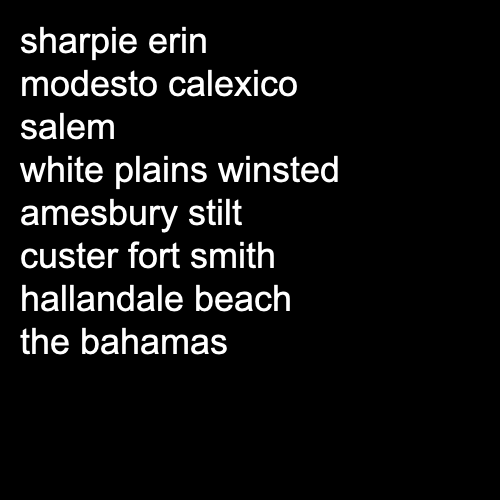 sharpie erin
modesto calexico
salem
white plains winsted
amesbury stilt
custer fort smith
hallandale beach
the bahamas